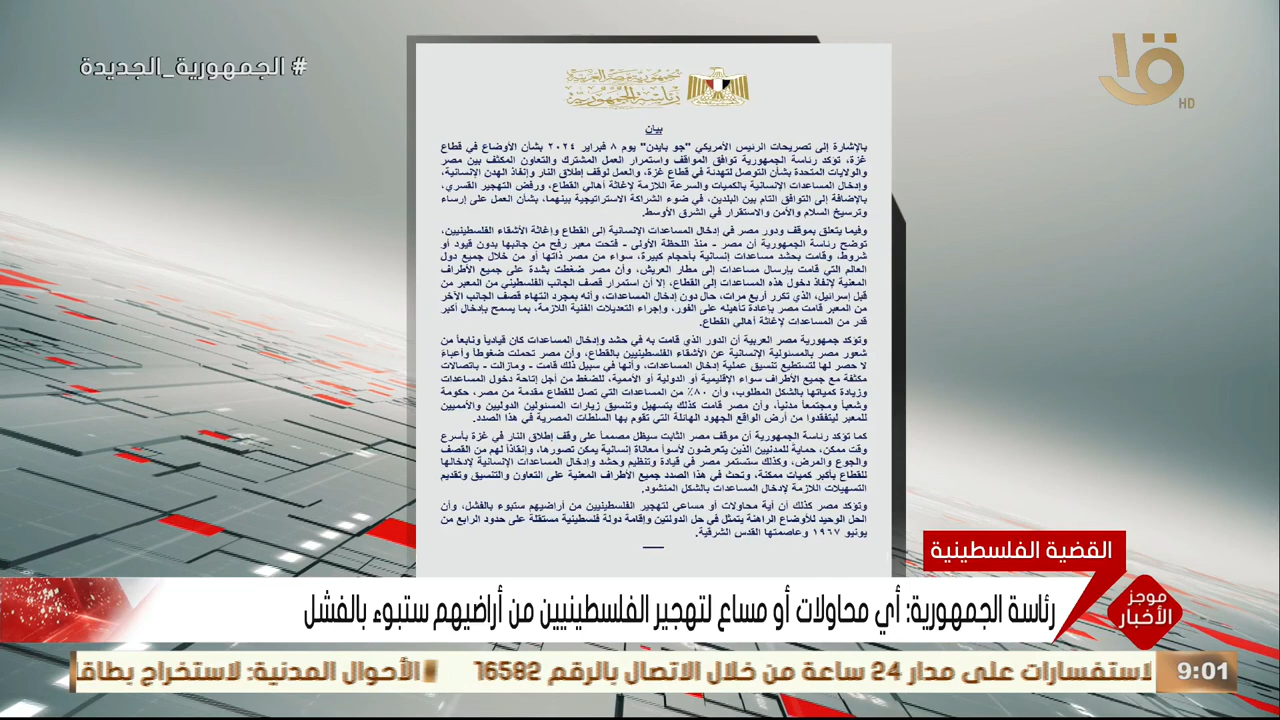 # الجمهورية_الجديدة
HD
جمهورية مصر العربية
رئاسة الجمهورية
بيان
بالإشارة إلى تصريحات الرئيس الأمريكي "جو بايدن" يوم ٨ فبراير ٢٠٢٤ بشأن الأوضاع في قطاع
غزة، تؤكد رئاسة الجمهورية توافق المواقف واستمرار العمل المشترك والتعاون المكثف بين مصر
والولايات المتحدة بشأن التوصل لتهدئة في قطاع غزة، والعمل لوقف إطلاق النار وإنفاذ الهدن الإنسانية،
وإدخال المساعدات الإنسانية بالكميات والسرعة اللازمة لإغاثة أهالي القطاع، ورفض التهجير القسري،
بالإضافة إلى التوافق التام بين البلدين، في ضوء الشراكة الاستراتيجية بينهما، بشأن العمل على إرساء
وترسيخ السلام والأمن والاستقرار في الشرق الأوسط.
وفيما يتعلق بموقف ودور مصر في إدخال المساعدات الإنسانية إلى القطاع وإغاثة الأشقاء الفلسطينيين،
توضح رئاسة الجمهورية أن مصر - منذ اللحظة الأولى - فتحت معبر رفح من جانبها بدون قيود أو
شروط، وقامت بحشد مساعدات إنسانية بأحجام كبيرة، سواء من مصر ذاتها أو من خلال جميع دول
العالم التي قامت بإرسال مساعدات إلى مطار العريش، وأن مصر ضغطت بشدة على جميع الأطراف
المعنية لإنفاذ دخول هذه المساعدات إلى القطاع، إلا أن استمرار قصف الجانب الفلسطيني من المعبر من
قبل إسرائيل، الذي تكرر أربع مرات، حال دون إدخال المساعدات، وأنه بمجرد انتهاء قصف الجانب الآخر
من المعبر قامت مصر بإعادة تأهيله على الفور، وإجراء التعديلات الفنية اللازمة، بما يسمح بإدخال أكبر
قدر من المساعدات لإغاثة أهالي القطاع.
وتؤكد جمهورية مصر العربية أن الدور الذي قامت به في حشد وإدخال المساعدات كان قيادياً ونابعاً من
شعور مصر بالمسئولية الإنسانية عن الأشقاء الفلسطينيين بالقطاع، وأن مصر تحملت ضغوطاً وأعباءً
لا حصر لها لتستطيع تنسيق عملية إدخال المساعدات، وأنها في سبيل ذلك قامت - ومازالت - باتصالات
مكثفة مع جميع الأطراف سواء الإقليمية أو الدولية أو الأممية، للضغط من أجل إتاحة دخول المساعدات
وزيادة كمياتها بالشكل المطلوب، وأن ٨٠٪ من المساعدات التي تصل للقطاع مقدمة من مصر، حكومة
وشعباً ومجتمعاً مدنياً، وأن مصر قامت كذلك بتسهيل وتنسيق زيارات المسئولين الدوليين والأمميين
للمعبر ليتفقدوا من أرض الواقع الجهود الهائلة التي تقوم بها السلطات المصرية في هذا الصدد.
كما تؤكد رئاسة الجمهورية أن موقف مصر الثابت سيظل مصمماً على وقف إطلاق النار في غزة بأسرع
وقت ممكن، حماية للمدنيين الذين يتعرضون لأسوأ معاناة إنسانية يمكن تصورها، وإنقاذاً لهم من القصف
والجوع والمرض، وكذلك ستستمر مصر في قيادة وتنظيم وحشد وإدخال المساعدات الإنسانية لإدخالها
للقطاع بأكبر كميات ممكنة، وتحث في هذا الصدد جميع الأطراف المعنية على التعاون والتنسيق وتقديم
التسهيلات اللازمة لإدخال المساعدات بالشكل المنشود.
وتؤكد مصر كذلك أن أية محاولات أو مساعي لتهجير الفلسطينيين من أراضيهم ستبوء بالفشل، وأن
الحل الوحيد للأوضاع الراهنة يتمثل في حل الدولتين وإقامة دولة فلسطينية مستقلة على حدود الرابع من
يونيو ١٩٦٧ وعاصمتها القدس الشرقية.
القضية الفلسطينية
موجز
الأخبار
رئاسة الجمهورية: أي محاولات أو مساع لتهجير الفلسطينيين من أراضيهم ستبوء بالفشل
9:01
لاستفسارات على مدار 24 ساعة من خلال الاتصال بالرقم 16582
الأحوال المدنية: لاستخراج بطاقا